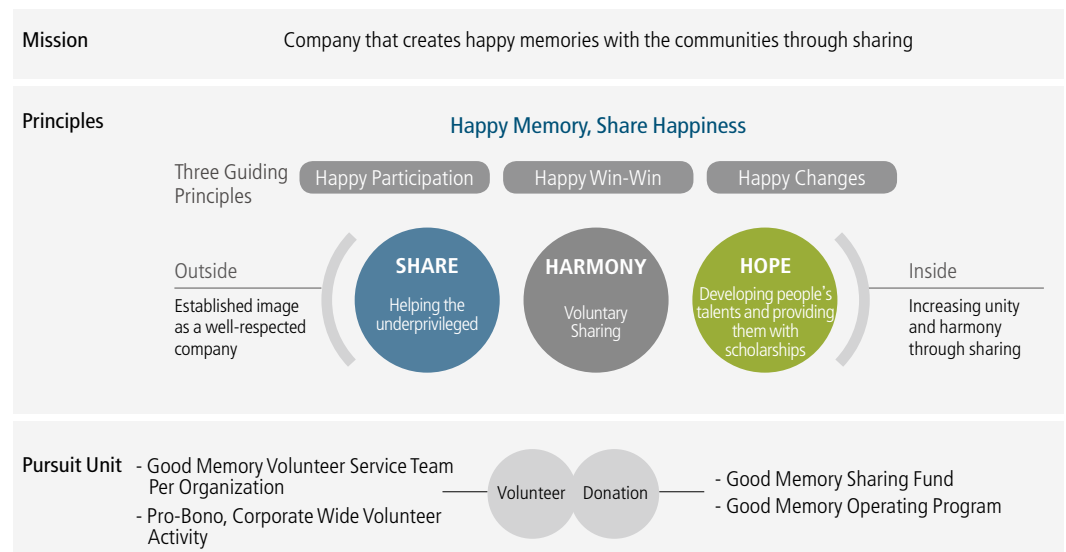 Mission
Company that creates happy memories with the communities through sharing
Principles
Happy Memory, Share Happiness
Three Guiding
Principles
Happy Participation
Happy Win-Win
Happy Changes
Outside
Established image
as a well-respected
company
SHARE
Helping the
underprivileged
HARMONY
Voluntary
Sharing
HOPE
Developing people's
talents and providing
them with
scholarships
Inside
Increasing unity
and harmony
through sharing
Pursuit Unit
- Good Memory Volunteer Service Team
Per Organization
- Pro-Bono, Corporate Wide Volunteer
Activity
Volunteer
Donation
- Good Memory Sharing Fund
- Good Memory Operating Program